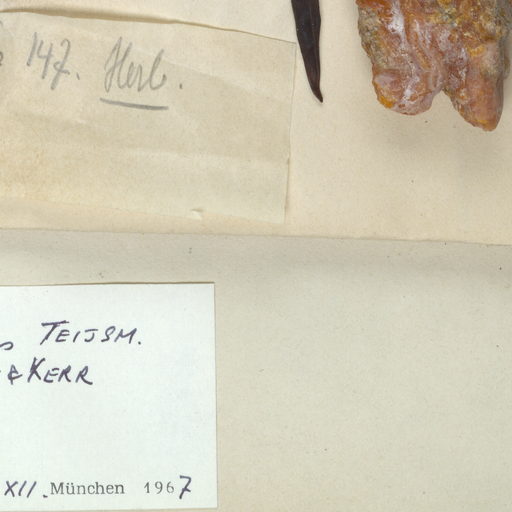 147. Herb.
TEIJSM.
& KERR
XII. München 1967